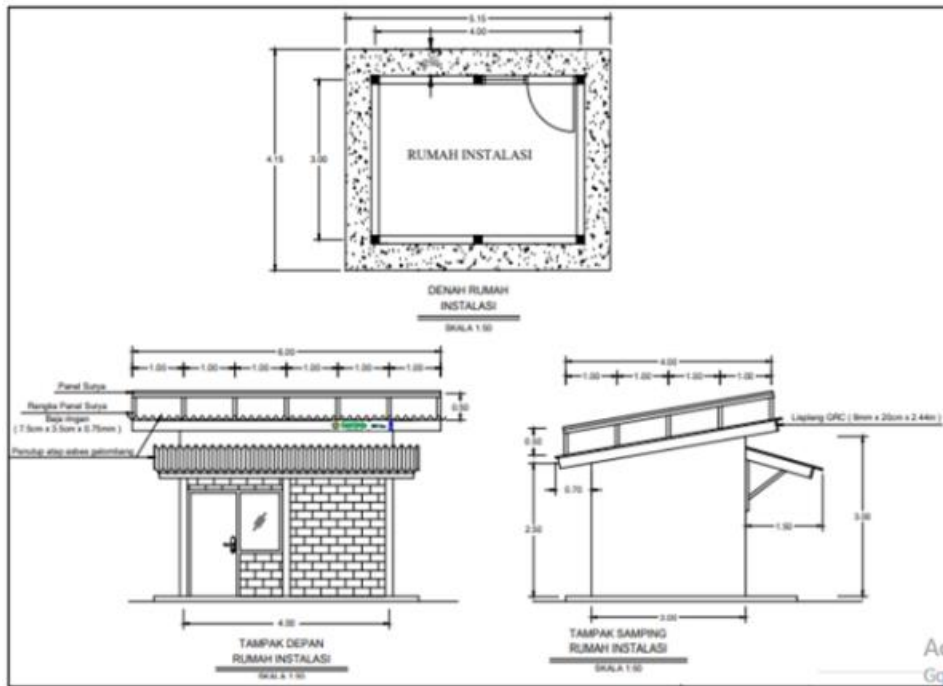 5.15
4.00
4.15
3.00
RUMAH INSTALASI
DENAH RUMAH
INSTALASI
SKALA 1:50
6.00
1.00 1.00 1.00 1.00 1.00 1.00
Panel Surya
Rangka Panel Surya
Baja ringan
( 7.5cm x 3.5cm x 0.75mm )
0.50
Penutup atap asbes gelombang
4.00
TAMPAK DEPAN
RUMAH INSTALASI
SKALA 1:50
4.00
1.00 1.00 1.00 1.00
Lisplang GRC ( 9mm x 20cm x 2.44m )
0.50
0.70
2.50
1.50
3.00
3.00
TAMPAK SAMPING
RUMAH INSTALASI
SKALA 1:50